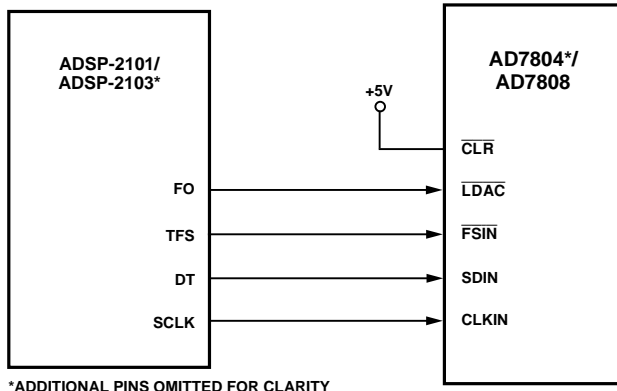 ADSP-2101/
ADSP-2103*
AD7804*/
AD7808
+5V
CLR
FO
LDAC
TFS
FSIN
DT
SDIN
SCLK
CLKIN
*ADDITIONAL PINS OMITTED FOR CLARITY